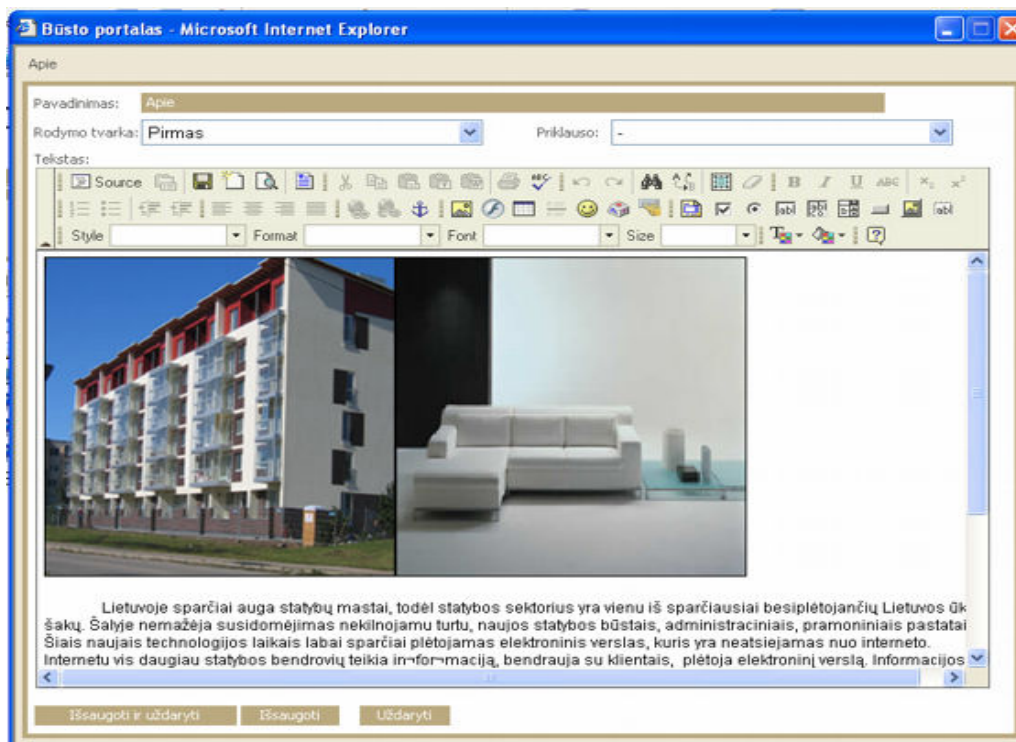 Būsto portalas - Microsoft Internet Explorer
Apie
Pavadinimas: Apie
Rodymo tvarka: Pirmas Priklauso: -
Tekstas:
Source ABC B I U ABC x₂ x²
Style Format Font Size
Lietuvoje sparčiai auga statybų mastai, todėl statybos sektorius yra vienu iš sparčiausiai besiplėtojančių Lietuvos ūk
šakų. Šalyje nemažėja susidomėjimas nekilnojamu turtu, naujos statybos būstais, administraciniais, pramoniniais pastatai
Šiais naujais technologijos laikais labai sparčiai plėtojamas elektroninis verslas, kuris yra neatsiejamas nuo interneto.
Internetu vis daugiau statybos bendrovių teikia in¬for¬maciją, bendrauja su klientais, plėtoja elektroninį verslą. Informacijos
Išsaugoti ir uždaryti Išsaugoti Uždaryti